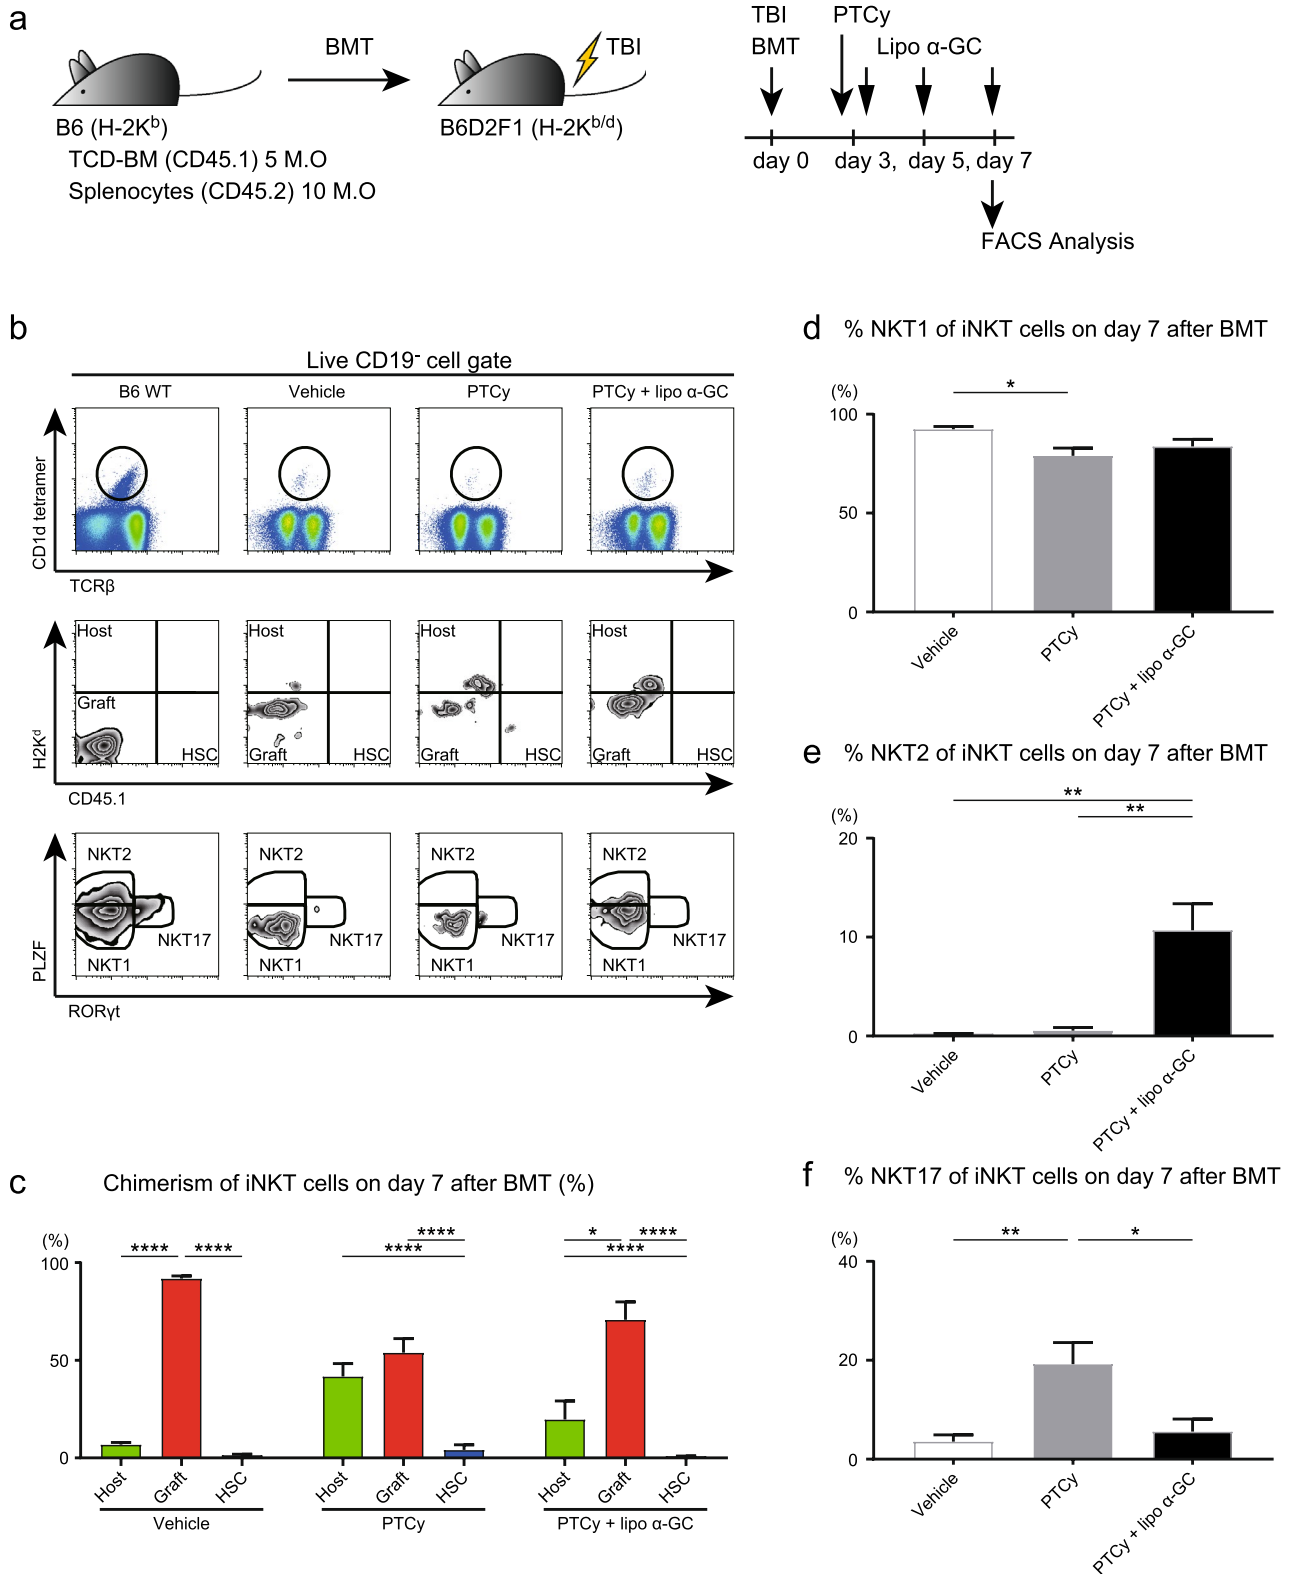 a
BMT
TBI
B6 (H-2Kᵇ)
TCD-BM (CD45.1) 5 M.O
Splenocytes (CD45.2) 10 M.O
B6D2F1 (H-2Kᵇ/ᵈ)
TBI PTCy
BMT Lipo α-GC
day 0 day 3, day 5, day 7
FACS Analysis
b
Live CD19⁻ cell gate
B6 WT Vehicle PTCy PTCy + lipo α-GC
CD1d tetramer
TCRβ
Host Host Host Host
Graft
HSC Graft HSC Graft HSC Graft HSC
H2Kᵈ
CD45.1
NKT2 NKT2 NKT2 NKT2
NKT17 NKT17 NKT17 NKT17
NKT1 NKT1 NKT1 NKT1
PLZF
RORγt
c Chimerism of iNKT cells on day 7 after BMT (%)
(%)
**** **** **** **** * **** ****
100
50
0
Host Graft HSC Host Graft HSC Host Graft HSC
Vehicle PTCy PTCy + lipo α-GC
d % NKT1 of iNKT cells on day 7 after BMT
(%)
*
100
50
0
Vehicle PTCy PTCy + lipo α-GC
e % NKT2 of iNKT cells on day 7 after BMT
**
(%)
**
20
10
0
Vehicle PTCy PTCy + lipo α-GC
f % NKT17 of iNKT cells on day 7 after BMT
(%)
** *
40
20
0
Vehicle PTCy PTCy + lipo α-GC